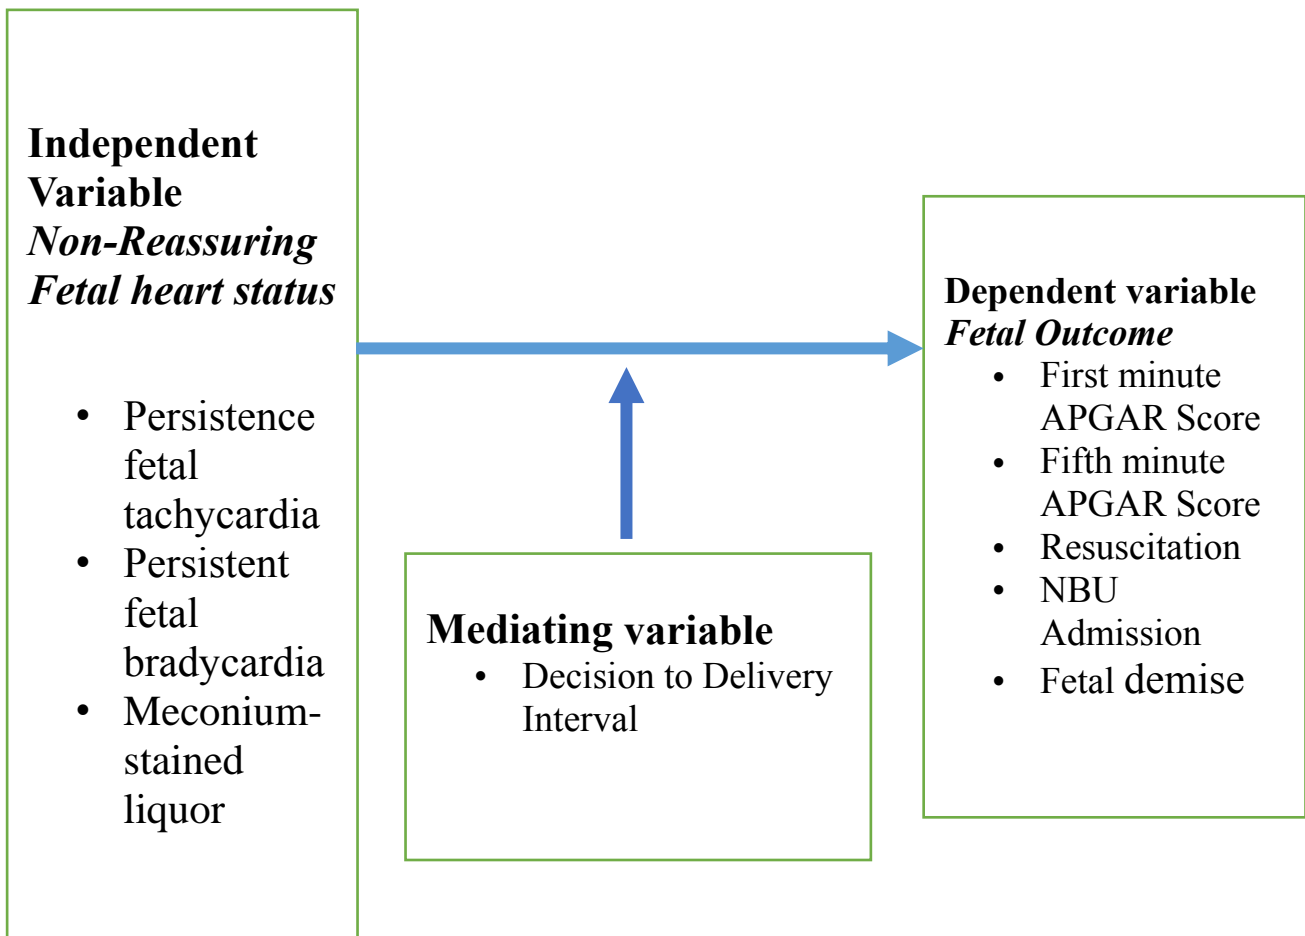 Independent
Variable
Non-Reassuring
Fetal heart status
• Persistence
fetal
tachycardia
• Persistent
fetal
bradycardia
• Meconium-
stained
liquor
Mediating variable
• Decision to Delivery
Interval
Dependent variable
Fetal Outcome
• First minute
APGAR Score
• Fifth minute
APGAR Score
• Resuscitation
• NBU
Admission
• Fetal demise